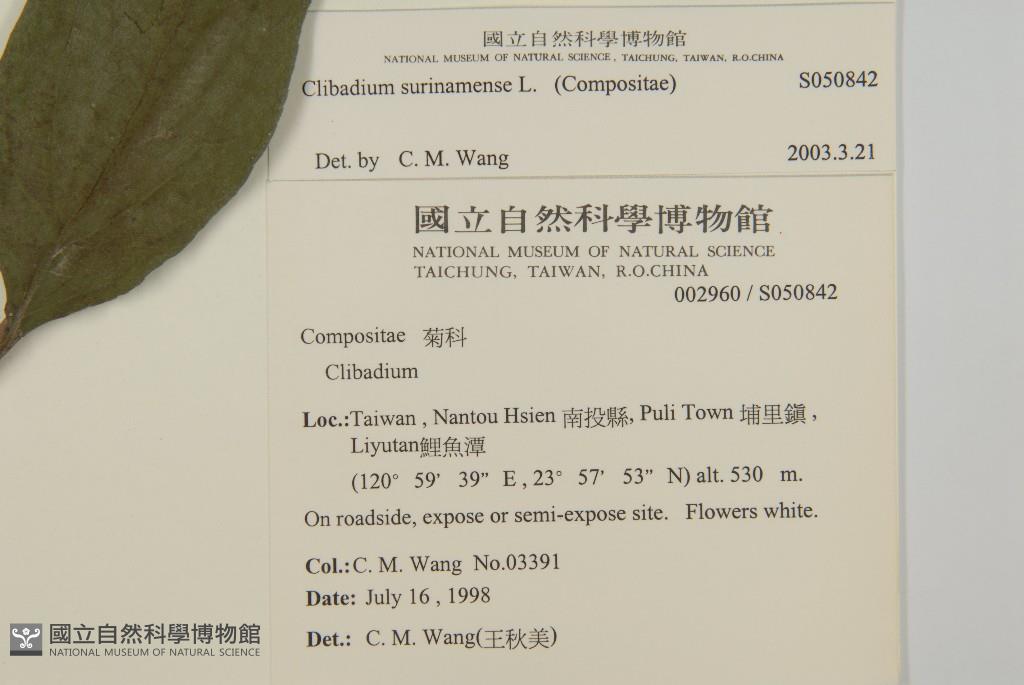 國立自然科學博物館
NATIONAL MUSEUM OF NATURAL SCIENCE, TAICHUNG, TAIWAN, R.O.CHINA
Clibadium surinamense L. (Compositae) S050842
Det. by C. M. Wang 2003.3.21
國立自然科學博物館
NATIONAL MUSEUM OF NATURAL SCIENCE
TAICHUNG, TAIWAN, R.O.CHINA
002960 / S050842
Compositae 菊科
Clibadium
Loc.:Taiwan , Nantou Hsien 南投縣, Puli Town 埔里鎮 ,
Liyutan鯉魚潭
(120° 59’ 39” E , 23° 57’ 53” N) alt. 530 m.
On roadside, expose or semi-expose site. Flowers white.
Col.:C. M. Wang No.03391
Date: July 16 , 1998
Det.: C. M. Wang(王秋美)
國立自然科學博物館
NATIONAL MUSEUM OF NATURAL SCIENCE